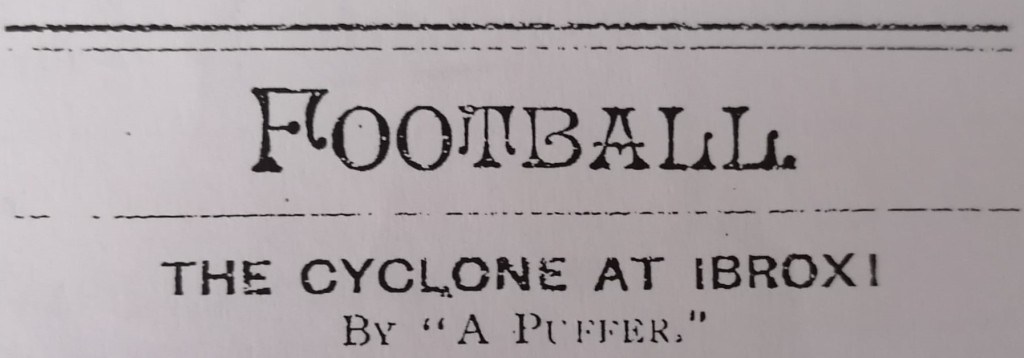 FOOTBALL.
THE CYCLONE AT IBROX!
BY "A PUFFER."